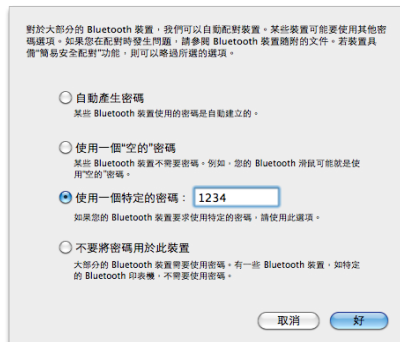 對於大部分的 Bluetooth 裝置，我們可以自動配對裝置。某些裝置可能要使用其他密
碼選項。如果您在配對時發生問題，請參閱 Bluetooth 裝置隨附的文件。若裝置具
備“簡易安全配對”功能，則可以略過所選的選項。
自動產生密碼
某些 Bluetooth 裝置使用的密碼是自動建立的。
使用一個“空的”密碼
某些 Bluetooth 裝置不需要密碼。例如，您的 Bluetooth 滑鼠可能就是使
用“空的”密碼。
使用一個特定的密碼： 1234
如果您的 Bluetooth 裝置要求使用特定的密碼，請使用此選項。
不要將密碼用於此裝置
大部分的 Bluetooth 裝置需要使用密碼。有一些 Bluetooth 裝置，如特定
的 Bluetooth 印表機，不需要使用密碼。
取消 好